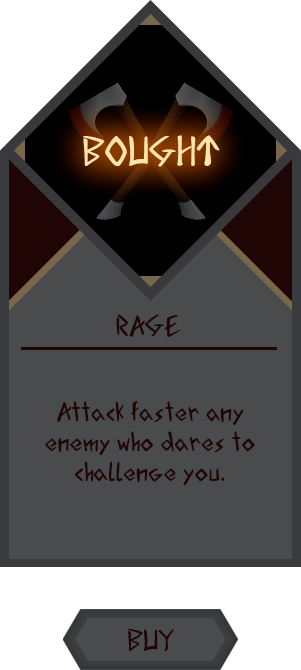 BOUGHT
RAGE
Attack faster any
enemy who dares to
challenge you.
BUY